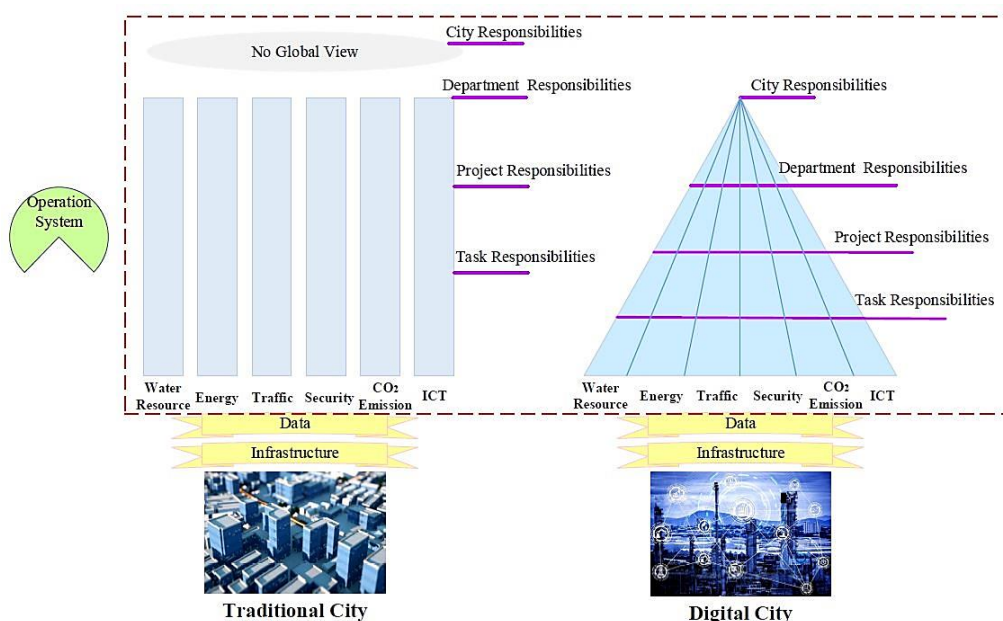 No Global View
City Responsibilities
Department Responsibilities
Project Responsibilities
Task Responsibilities
City Responsibilities
Department Responsibilities
Project Responsibilities
Task Responsibilities
Operation
System
Water
Resource
Energy
Traffic
Security
CO₂
Emission
ICT
Water
Resource
Energy
Traffic
Security
CO₂
Emission
ICT
Data
Infrastructure
Data
Infrastructure
Traditional City
Digital City